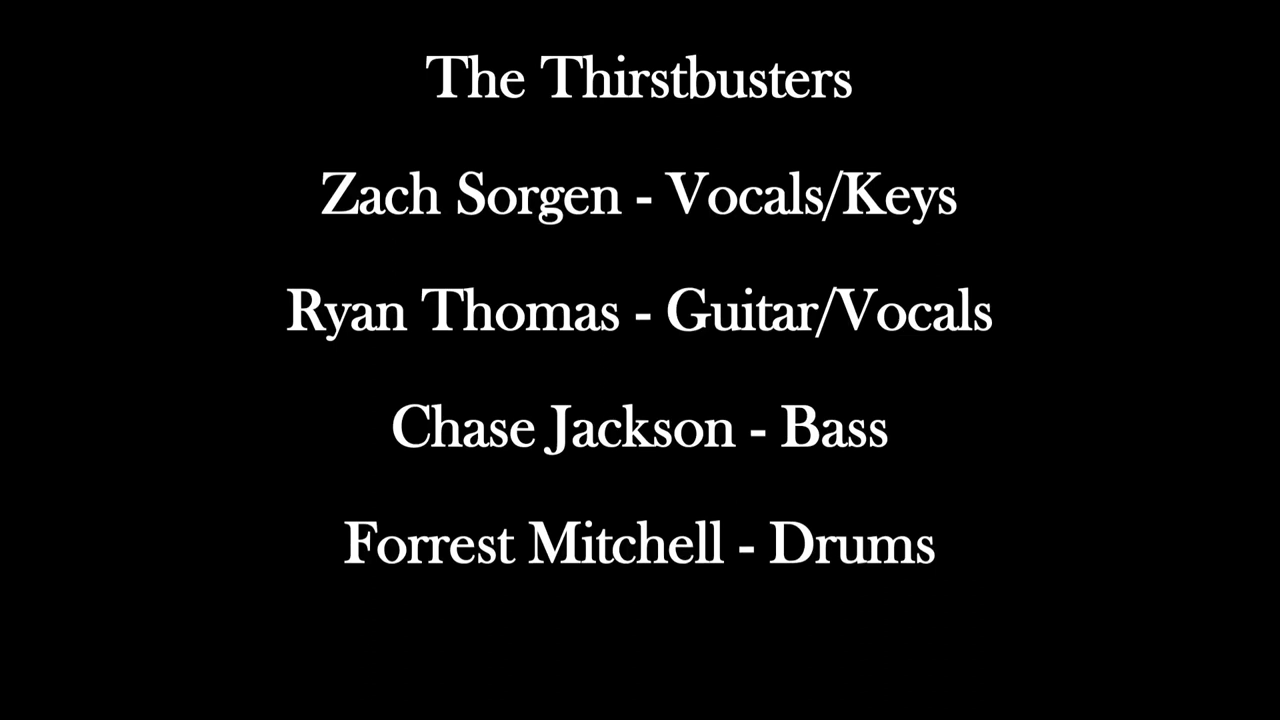 The Thirstbusters
Zach Sorgen - Vocals/Keys
Ryan Thomas - Guitar/Vocals
Chase Jackson - Bass
Forrest Mitchell - Drums